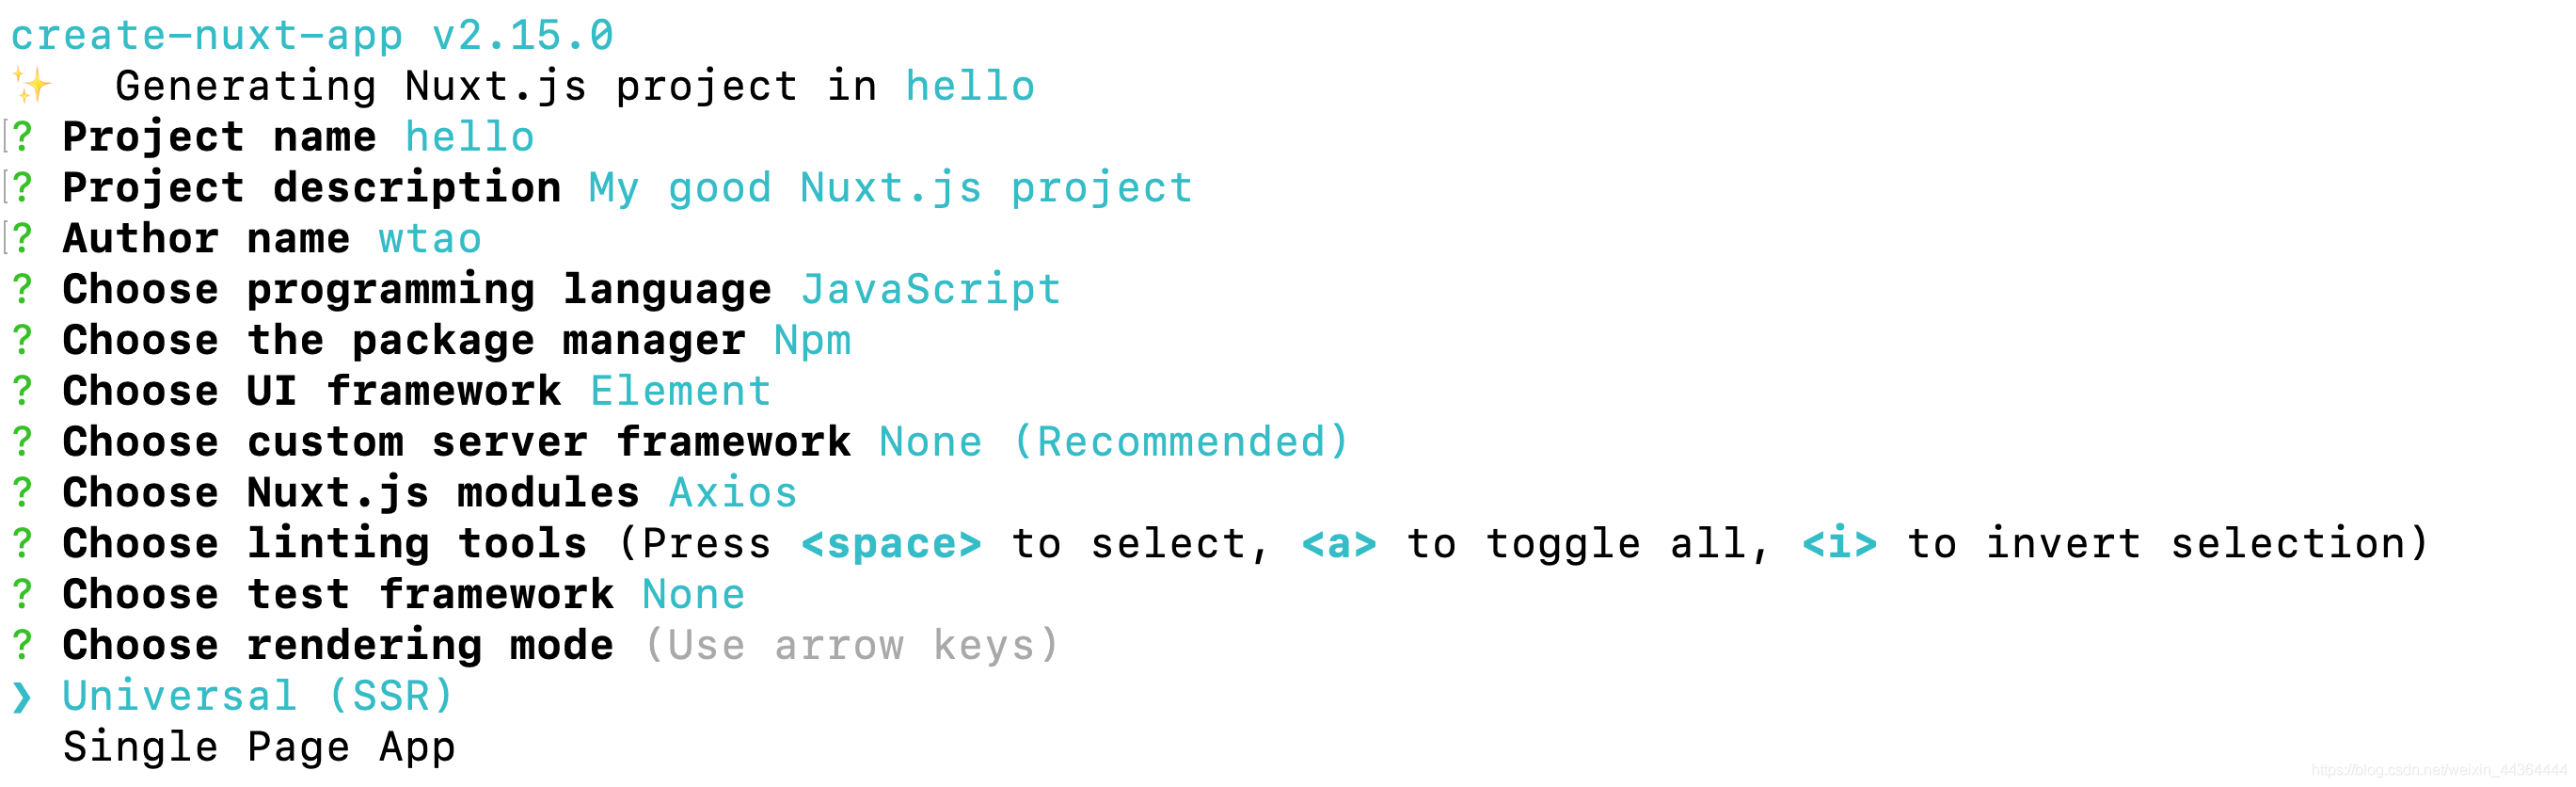 create-nuxt-app v2.15.0
✨ Generating Nuxt.js project in hello
[? Project name hello
[? Project description My good Nuxt.js project
[? Author name wtao
? Choose programming language JavaScript
? Choose the package manager Npm
? Choose UI framework Element
? Choose custom server framework None (Recommended)
? Choose Nuxt.js modules Axios
? Choose linting tools (Press <space> to select, <a> to toggle all, <i> to invert selection)
? Choose test framework None
? Choose rendering mode (Use arrow keys)
❯ Universal (SSR)
Single Page App
https://blog.csdn.net/weixin_44364444